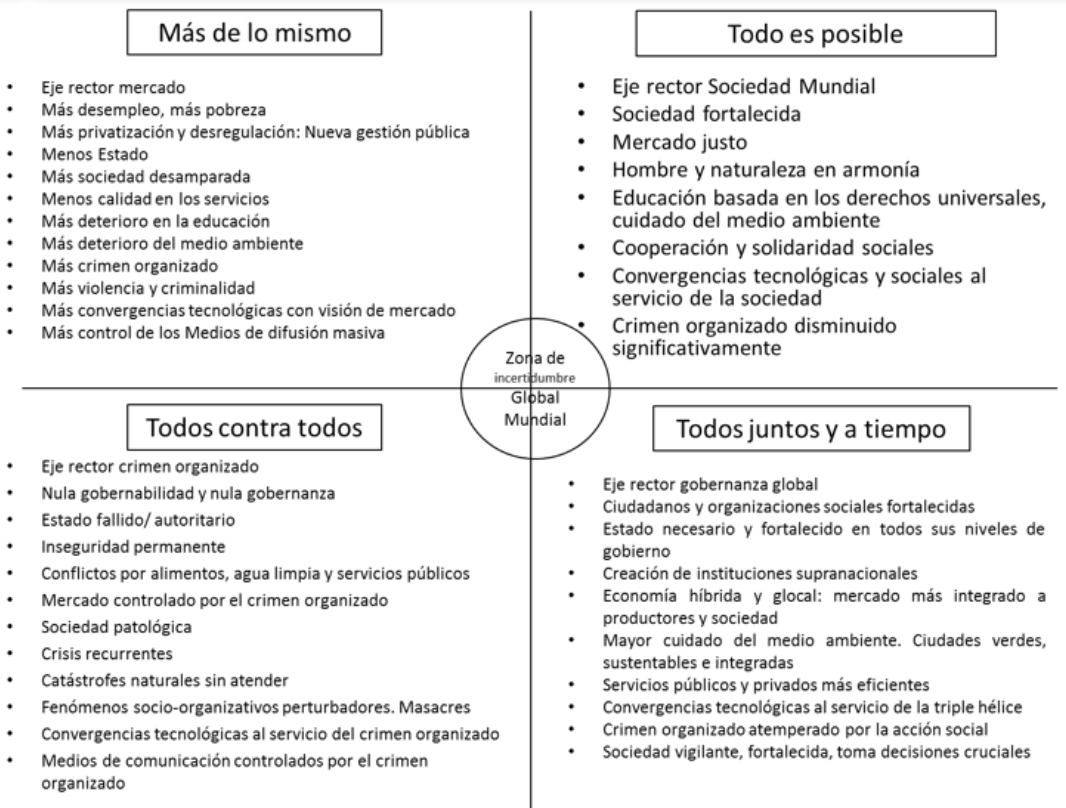 Más de lo mismo
• Eje rector mercado
• Más desempleo, más pobreza
• Más privatización y desregulación: Nueva gestión pública
• Menos Estado
• Más sociedad desamparada
• Menos calidad en los servicios
• Más deterioro en la educación
• Más deterioro del medio ambiente
• Más crimen organizado
• Más violencia y criminalidad
• Más convergencias tecnológicas con visión de mercado
• Más control de los Medios de difusión masiva
Todo es posible
• Eje rector Sociedad Mundial
• Sociedad fortalecida
• Mercado justo
• Hombre y naturaleza en armonía
• Educación basada en los derechos universales,
cuidado del medio ambiente
• Cooperación y solidaridad sociales
• Convergencias tecnológicas y sociales al
servicio de la sociedad
• Crimen organizado disminuido
significativamente
Zona de
incertidumbre
Global
Mundial
Todos contra todos
• Eje rector crimen organizado
• Nula gobernabilidad y nula gobernanza
• Estado fallido/ autoritario
• Inseguridad permanente
• Conflictos por alimentos, agua limpia y servicios públicos
• Mercado controlado por el crimen organizado
• Sociedad patológica
• Crisis recurrentes
• Catástrofes naturales sin atender
• Fenómenos socio-organizativos perturbadores. Masacres
• Convergencias tecnológicas al servicio del crimen organizado
• Medios de comunicación controlados por el crimen
organizado
Todos juntos y a tiempo
• Eje rector gobernanza global
• Ciudadanos y organizaciones sociales fortalecidas
• Estado necesario y fortalecido en todos sus niveles de
gobierno
• Creación de instituciones supranacionales
• Economía híbrida y glocal: mercado más integrado a
productores y sociedad
• Mayor cuidado del medio ambiente. Ciudades verdes,
sustentables e integradas
• Servicios públicos y privados más eficientes
• Convergencias tecnológicas al servicio de la triple hélice
• Crimen organizado atemperado por la acción social
• Sociedad vigilante, fortalecida, toma decisiones cruciales